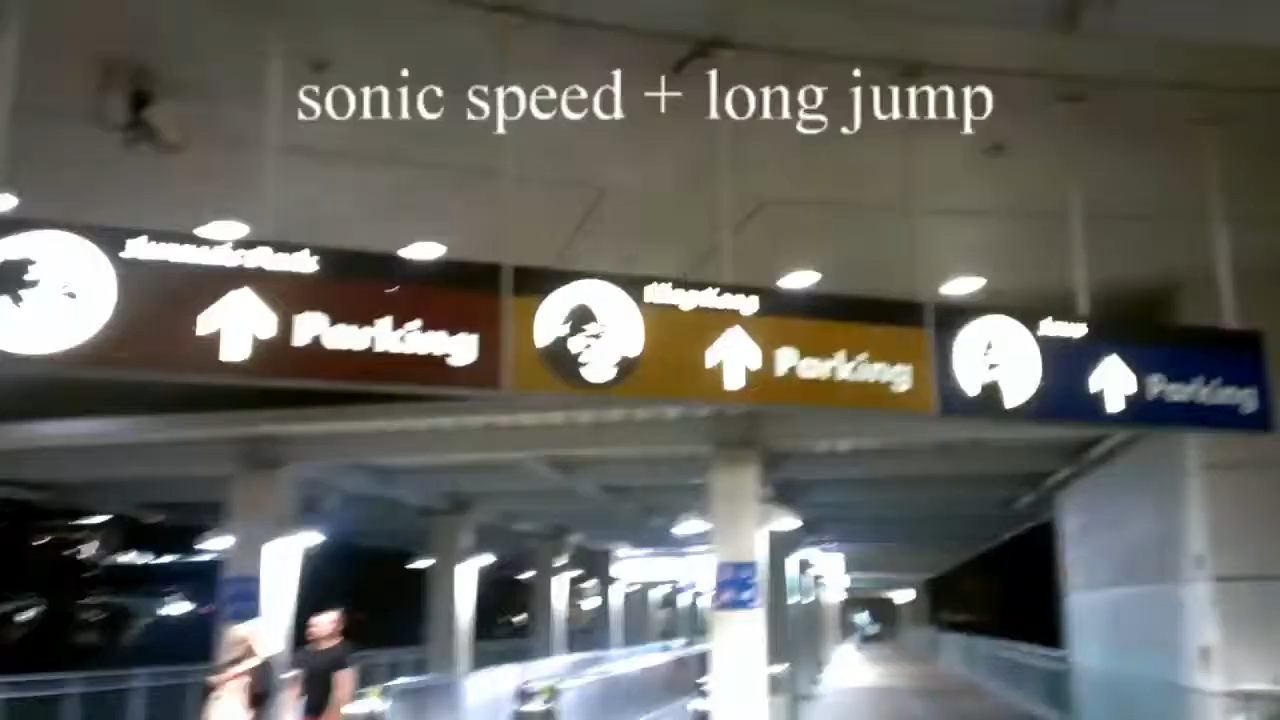 sonic speed + long jump
Jurassic Park
Parking
King Kong
Parking
Jaws
Parking